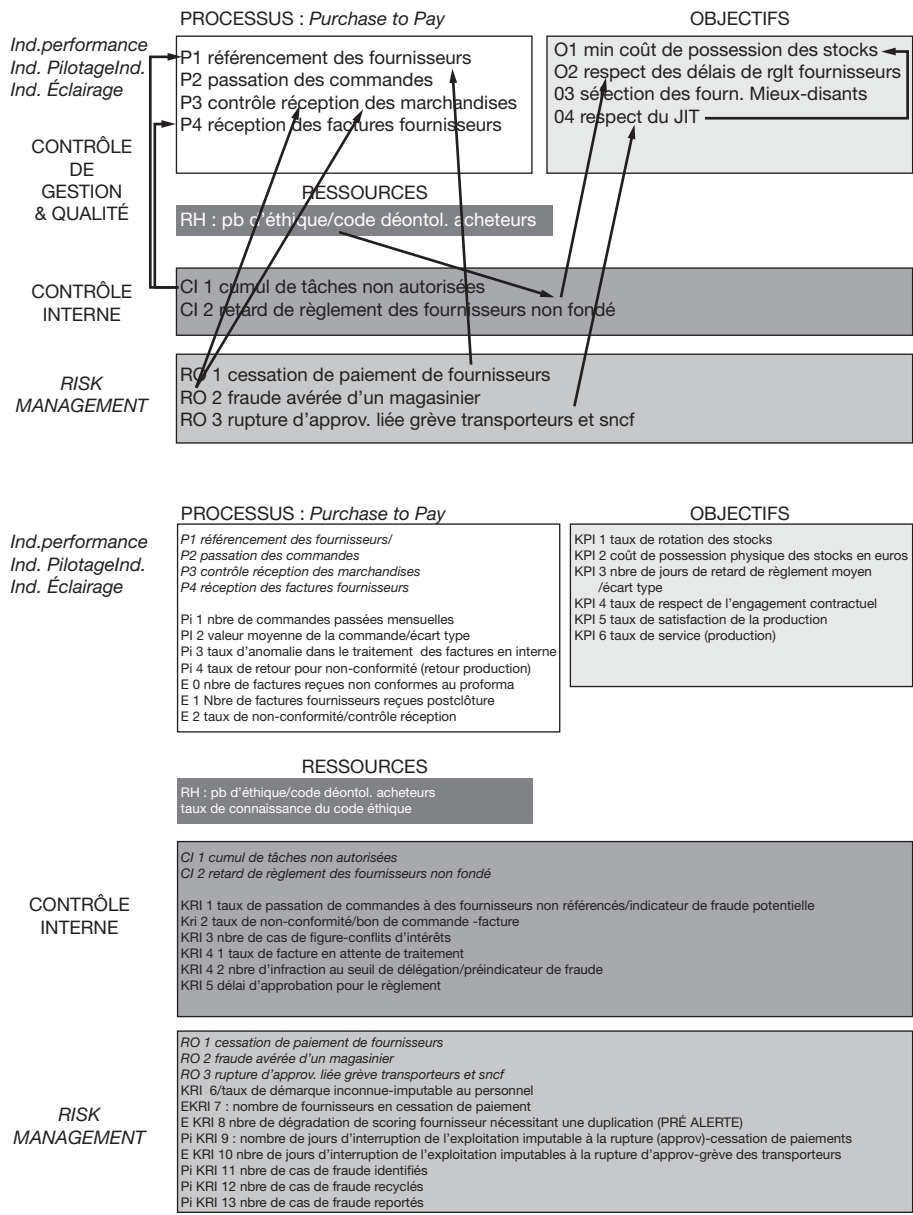 PROCESSUS : Purchase to Pay
OBJECTIFS
Ind.performance
Ind. PilotageInd.
Ind. Éclairage
P1 référencement des fournisseurs
P2 passation des commandes
P3 contrôle réception des marchandises
P4 réception des factures fournisseurs
O1 min coût de possession des stocks
O2 respect des délais de rglt fournisseurs
03 sélection des fourn. Mieux-disants
04 respect du JIT
CONTRÔLE
DE
GESTION
& QUALITÉ
RESSOURCES
RH : pb d'éthique/code déontol. acheteurs
CONTRÔLE
INTERNE
CI 1 cumul de tâches non autorisées
CI 2 retard de règlement des fournisseurs non fondé
RISK
MANAGEMENT
RO 1 cessation de paiement de fournisseurs
RO 2 fraude avérée d'un magasinier
RO 3 rupture d'approv. liée grève transporteurs et sncf
PROCESSUS : Purchase to Pay
OBJECTIFS
Ind.performance
Ind. PilotageInd.
Ind. Éclairage
P1 référencement des fournisseurs/
P2 passation des commandes
P3 contrôle réception des marchandises
P4 réception des factures fournisseurs
Pi 1 nbre de commandes passées mensuelles
PI 2 valeur moyenne de la commande/écart type
Pi 3 taux d'anomalie dans le traitement des factures en interne
Pi 4 taux de retour pour non-conformité (retour production)
E 0 nbre de factures reçues non conformes au proforma
E 1 Nbre de factures fournisseurs reçues postclôture
E 2 taux de non-conformité/contrôle réception
KPI 1 taux de rotation des stocks
KPI 2 coût de possession physique des stocks en euros
KPI 3 nbre de jours de retard de règlement moyen
/écart type
KPI 4 taux de respect de l'engagement contractuel
KPI 5 taux de satisfaction de la production
KPI 6 taux de service (production)
RESSOURCES
RH : pb d'éthique/code déontol. acheteurs
taux de connaissance du code éthique
CONTRÔLE
INTERNE
CI 1 cumul de tâches non autorisées
CI 2 retard de règlement des fournisseurs non fondé
KRI 1 taux de passation de commandes à des fournisseurs non référencés/indicateur de fraude potentielle
Kri 2 taux de non-conformité/bon de commande -facture
KRI 3 nbre de cas de figure-conflits d'intérêts
KRI 4 1 taux de facture en attente de traitement
KRI 4 2 nbre d'infraction au seuil de délégation/préindicateur de fraude
KRI 5 délai d'approbation pour le règlement
RISK
MANAGEMENT
RO 1 cessation de paiement de fournisseurs
RO 2 fraude avérée d'un magasinier
RO 3 rupture d'approv. liée grève transporteurs et sncf
KRI 6/taux de démarque inconnue-imputable au personnel
EKRI 7 : nombre de fournisseurs en cessation de paiement
E KRI 8 nbre de dégradation de scoring fournisseur nécessitant une duplication (PRÉ ALERTE)
Pi KRI 9 : nombre de jours d'interruption de l'exploitation imputable à la rupture (approv)-cessation de paiements
E KRI 10 nbre de jours d'interruption de l'exploitation imputables à la rupture d'approv-grève des transporteurs
Pi KRI 11 nbre de cas de fraude identifiés
Pi KRI 12 nbre de cas de fraude recyclés
Pi KRI 13 nbre de cas de fraude reportés